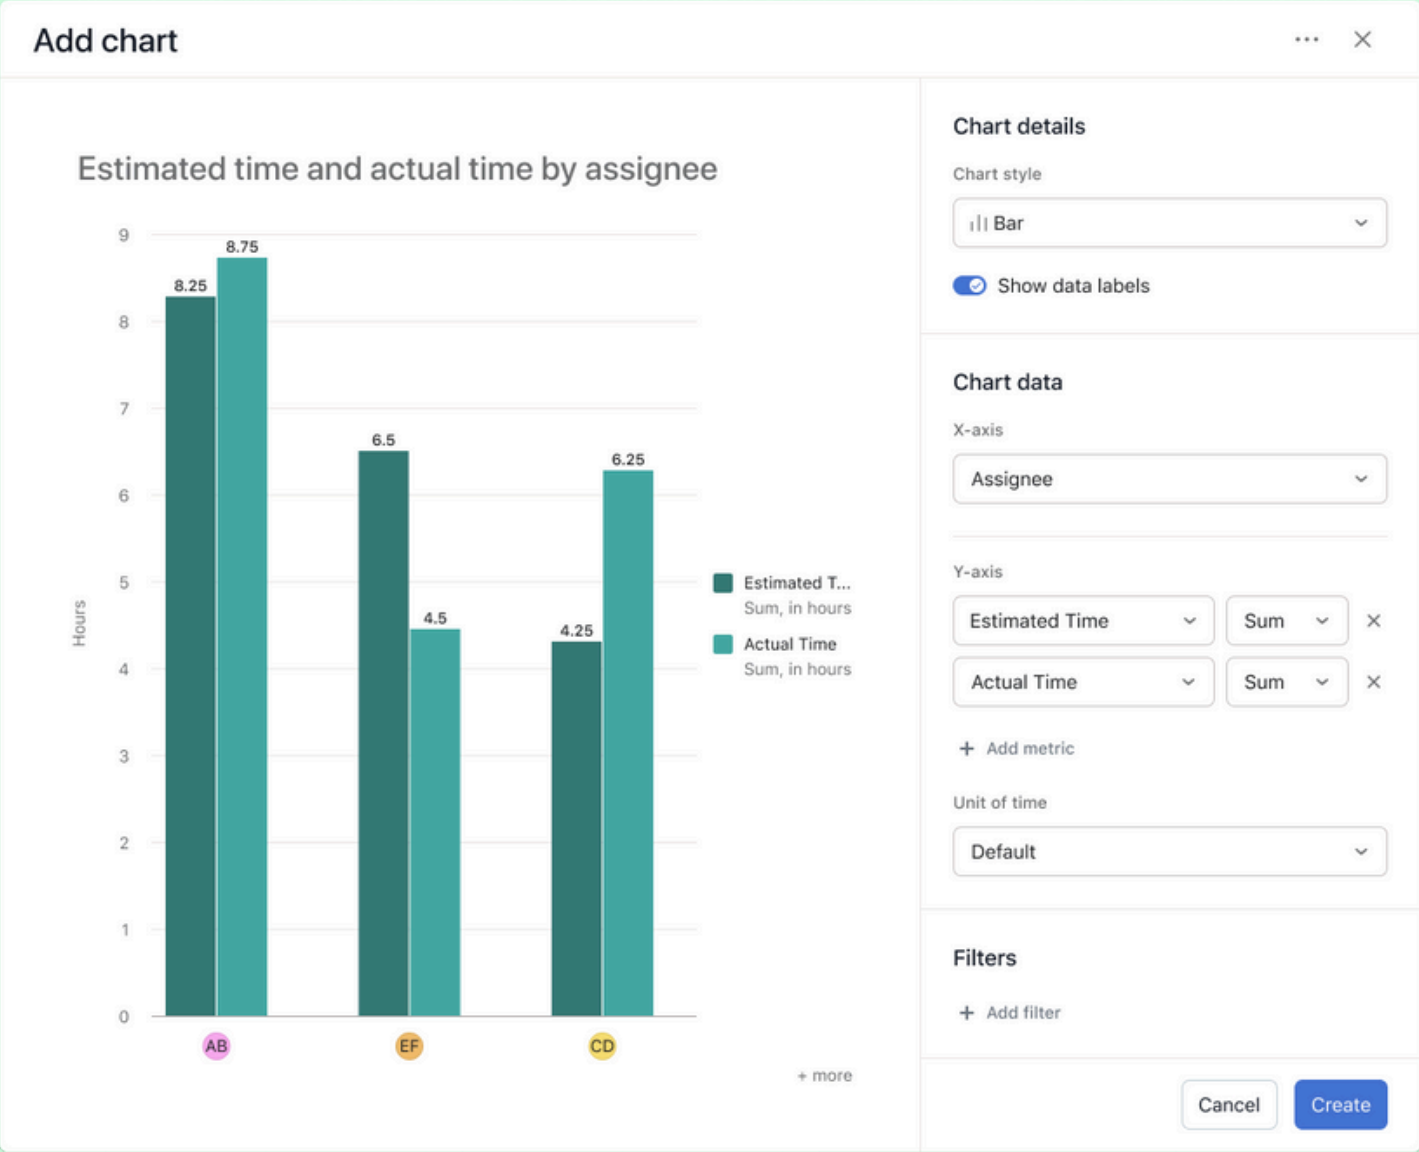 Add chart
Estimated time and actual time by assignee
9
8
7
6
5
4
3
2
1
0
Hours
8.25
8.75
6.5
4.5
4.25
6.25
AB
EF
CD
Estimated T...
Sum, in hours
Actual Time
Sum, in hours
+ more
Chart details
Chart style
Bar
Show data labels
Chart data
X-axis
Assignee
Y-axis
Estimated Time Sum
Actual Time Sum
+ Add metric
Unit of time
Default
Filters
+ Add filter
Cancel Create